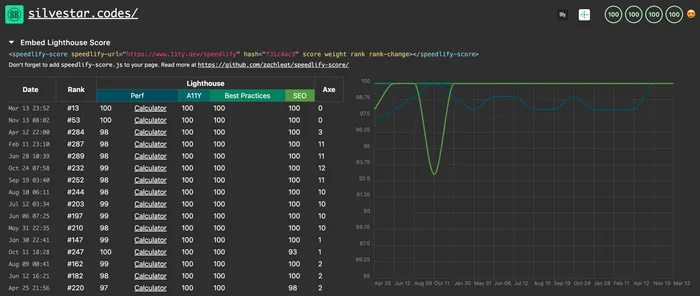 silvestar.codes/
100 100 100 100
Embed Lighthouse Score
<speedlify-score speedlify-url="https://www.11ty.dev/speedlify" hash="f31c4ac3" score weight rank rank-change></speedlify-score>
Don't forget to add speedlify-score.js to your page. Read more at https://github.com/zachleat/speedlify-score/
Date Rank Lighthouse Axe
Perf A11Y Best Practices SEO
Mar 13 23:52 #13 100 Calculator 100 100 100 0
Nov 13 08:02 #53 100 Calculator 100 100 100 0
Apr 12 22:00 #284 98 Calculator 100 100 100 3
Feb 11 23:10 #287 98 Calculator 100 100 100 11
Jan 28 10:39 #289 98 Calculator 100 100 100 11
Oct 24 07:58 #232 99 Calculator 100 100 100 12
Sep 19 03:40 #252 98 Calculator 100 100 100 11
Aug 10 06:11 #244 98 Calculator 100 100 100 10
Jul 12 03:34 #203 99 Calculator 100 100 100 10
Jun 06 07:25 #197 99 Calculator 100 100 100 10
May 31 22:35 #210 98 Calculator 100 100 100 10
Jan 30 22:41 #147 99 Calculator 100 100 100 1
Oct 11 18:28 #247 100 Calculator 100 100 93 1
Aug 09 00:41 #162 99 Calculator 100 100 100 2
Jun 12 16:21 #182 98 Calculator 100 100 100 2
Apr 25 21:56 #220 97 Calculator 100 100 98 2
100
98.75
97.5
96.25
95
93.75
92.5
91.25
90
88.75
87.5
86.25
85
Apr 25 Jun 12 Aug 09 Oct 11 Jan 30 May 31 Jun 06 Jul 12 Aug 10 Sep 19 Oct 24 Jan 28 Feb 11 Apr 12 Nov 13 Mar 13